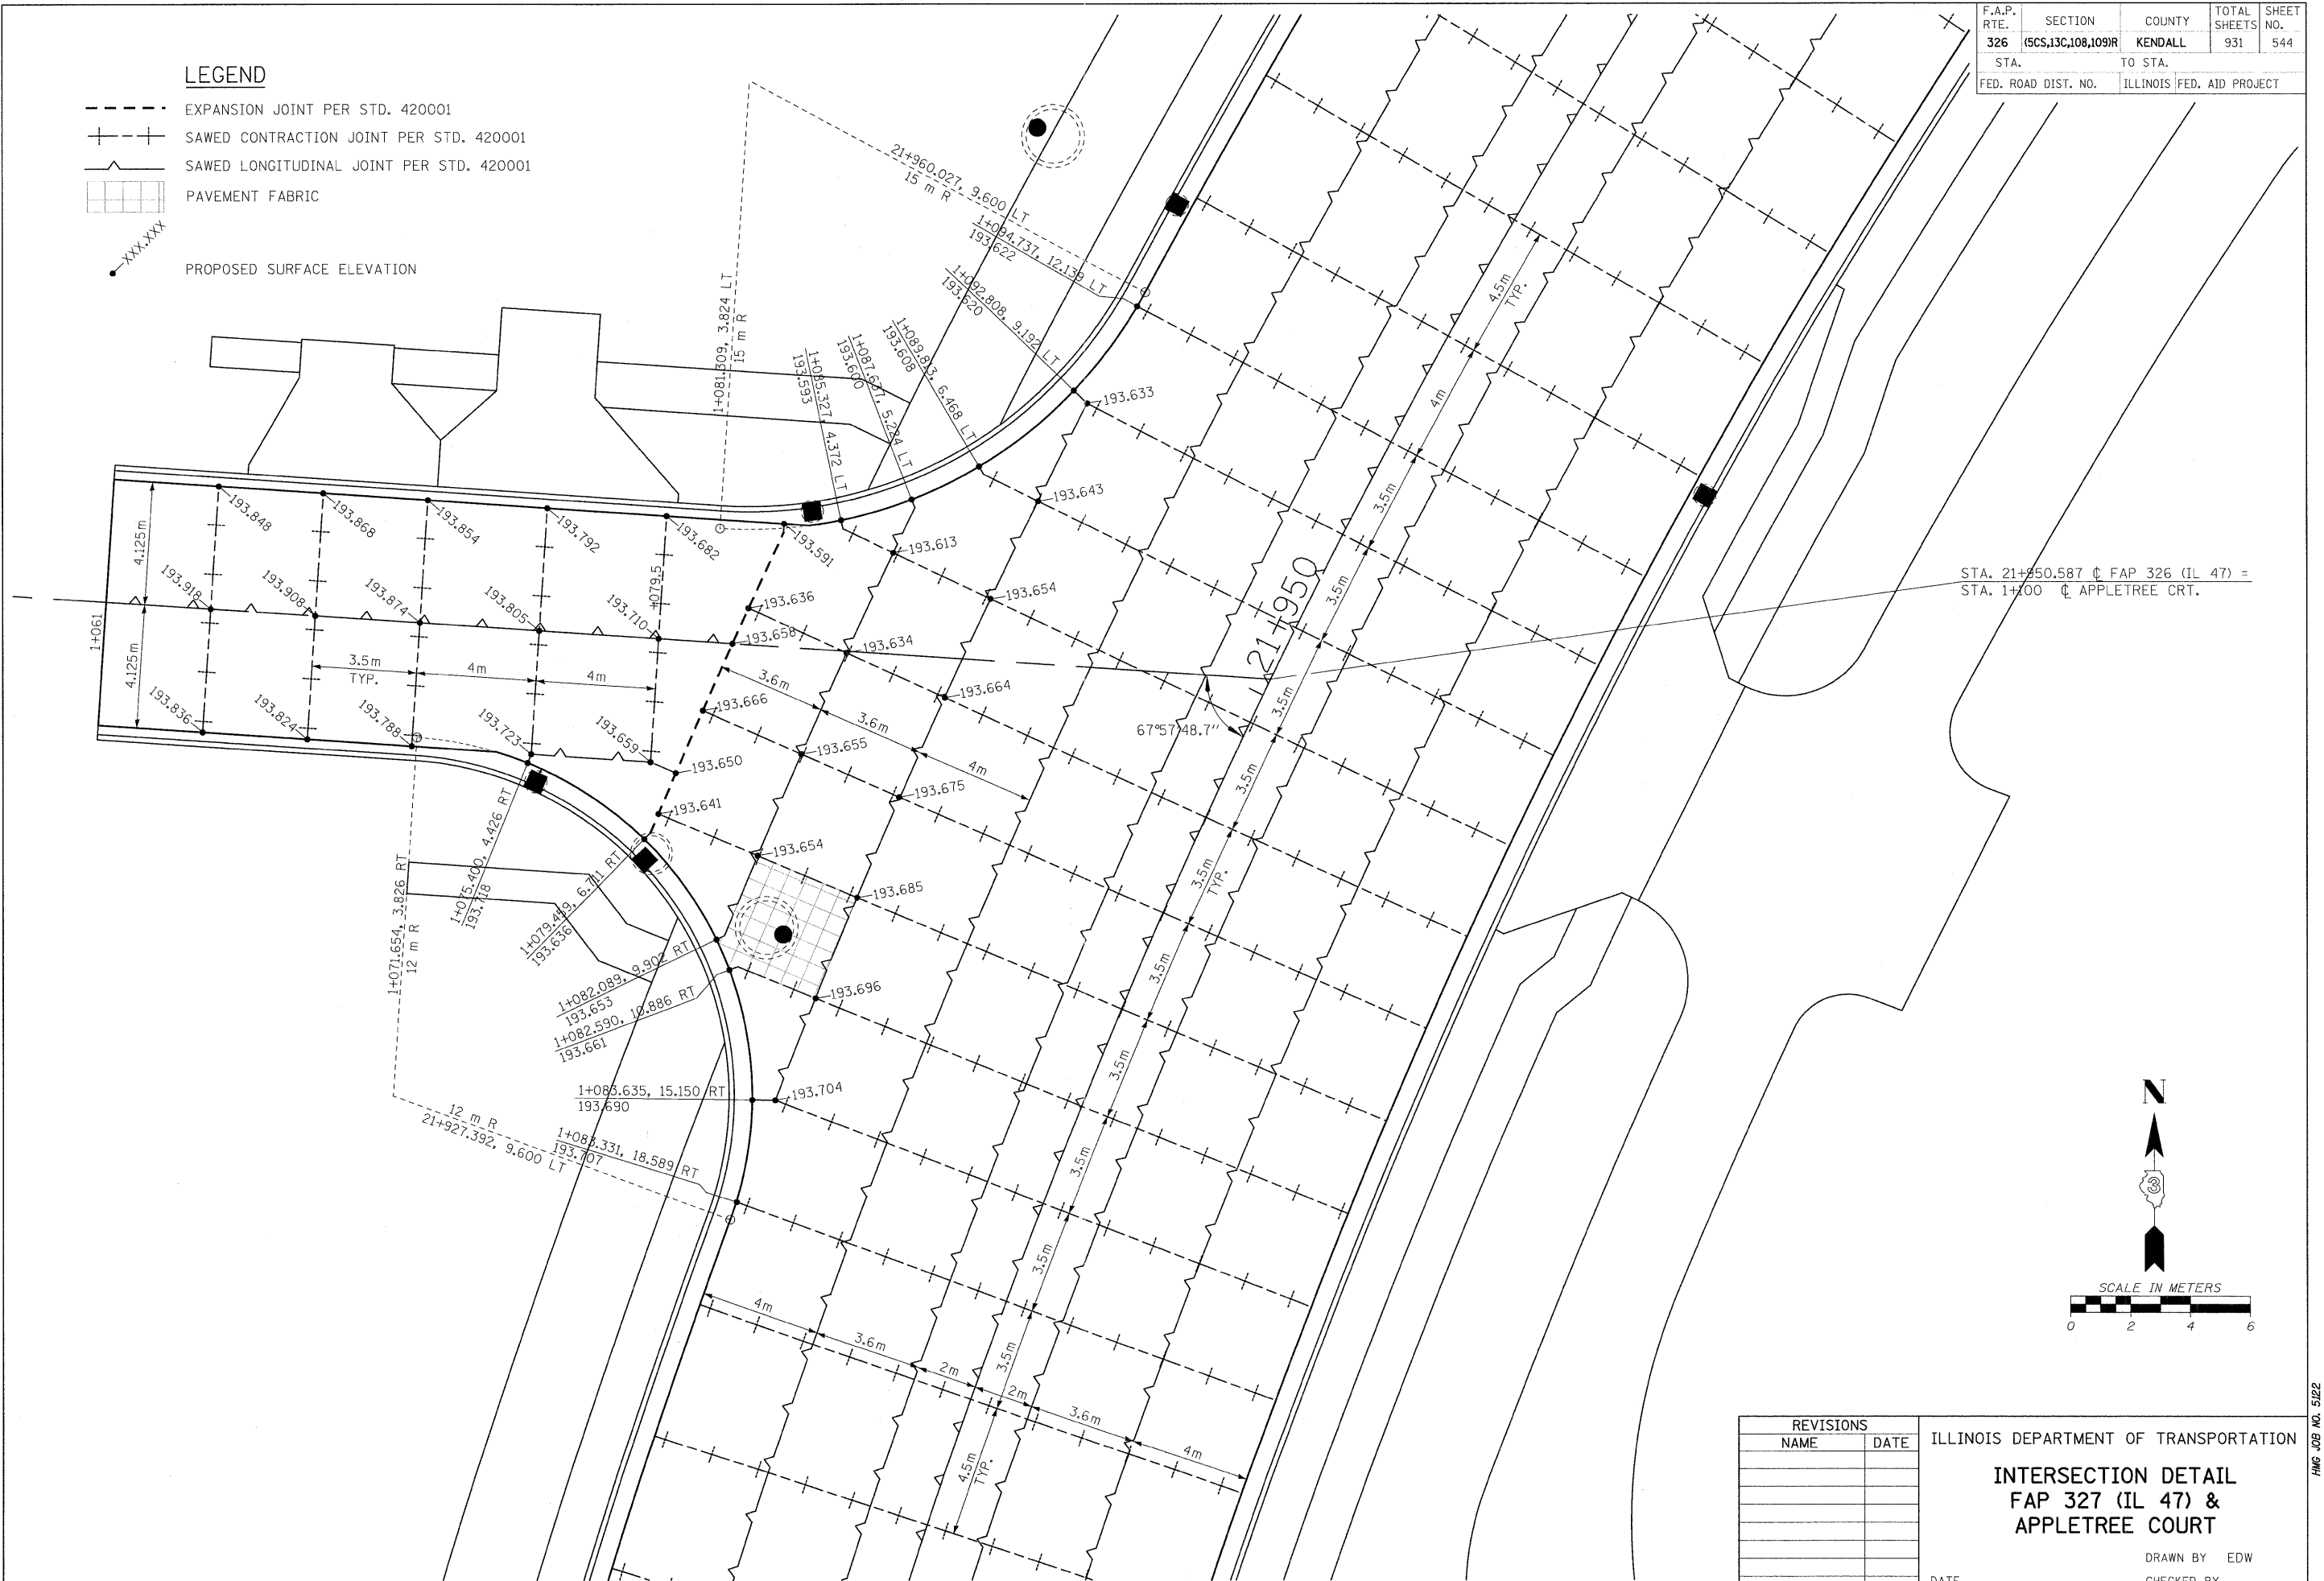 F.A.P. RTE. SECTION COUNTY TOTAL SHEETS SHEET NO.
326 (5CS,13C,108,109)R KENDALL 931 544
STA. TO STA.
FED. ROAD DIST. NO. ILLINOIS FED. AID PROJECT
LEGEND
EXPANSION JOINT PER STD. 420001
SAWED CONTRACTION JOINT PER STD. 420001
SAWED LONGITUDINAL JOINT PER STD. 420001
PAVEMENT FABRIC
XXX.XXX
PROPOSED SURFACE ELEVATION
21+960.027, 9.600 LT
15 m R
1+094.737, 12.139 LT
193.622
1+092.808, 9.192 LT
193.620
1+089.823, 6.468 LT
193.608
1+087.637, 5.224 LT
193.600
1+085.327, 4.372 LT
193.593
1+081.309, 3.824 LT
15 m R
193.633
193.643
193.613
193.654
193.848
193.868
193.854
193.792
193.682
193.591
4.125m
193.918
193.908
193.874
193.805
193.710
+079.5
193.636
193.658
193.634
1+061
4.125m
3.5m
TYP.
4m
4m
3.6m
3.6m
4m
193.836
193.824
193.788
193.723
193.659
193.666
193.664
193.655
193.650
193.675
193.641
193.654
193.685
193.696
193.704
4.5m
TYP.
4m
3.5m
3.5m
3.5m
21+950
STA. 21+950.587 ℄ FAP 326 (IL 47) =
STA. 1+100 ℄ APPLETREE CRT.
67°57'48.7"
3.5m
3.5m
TYP.
3.5m
3.5m
3.5m
3.5m
3.5m
4.5m
TYP.
1+071.654, 3.826 RT
12 m R
1+075.400, 4.426 RT
193.718
1+079.459, 6.711 RT
193.636
1+082.089, 9.902 RT
193.653
1+082.590, 10.886 RT
193.661
1+083.635, 15.150 RT
193.690
12 m R
21+927.392, 9.600 LT
1+083.331, 18.589 RT
193.707
4m
3.6m
2m
2m
3.6m
4m
N
3
SCALE IN METERS
0 2 4 6
HMG JOB NO. 5122
REVISIONS
NAME DATE
ILLINOIS DEPARTMENT OF TRANSPORTATION
INTERSECTION DETAIL
FAP 327 (IL 47) &
APPLETREE COURT
DRAWN BY EDW
DATE
CHECKED BY